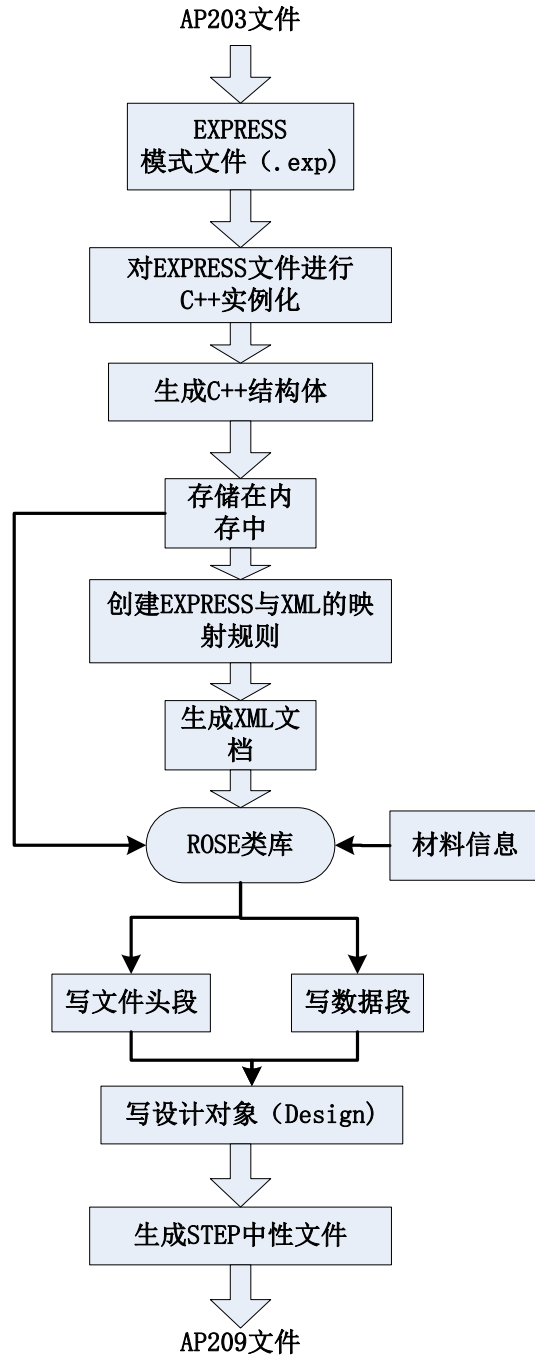 AP203文件
EXPRESS
模式文件（.exp)
对EXPRESS文件进行
C++实例化
生成C++结构体
存储在内
存中
创建EXPRESS与XML的映
射规则
生成XML文
档
ROSE类库
材料信息
写文件头段
写数据段
写设计对象（Design)
生成STEP中性文件
AP209文件